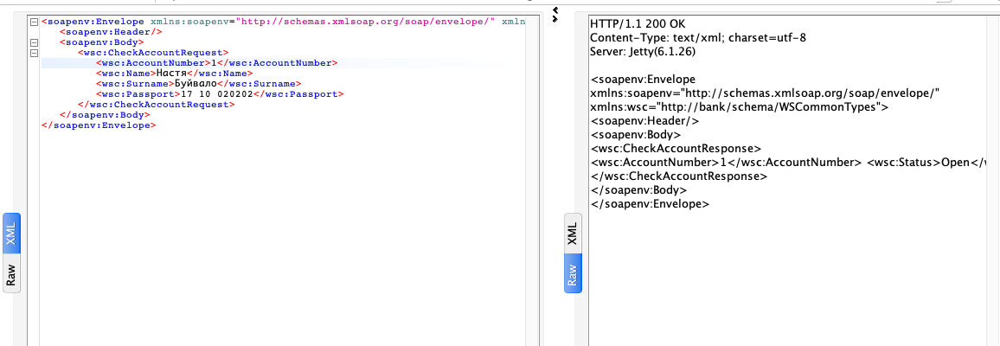 <soapenv:Envelope xmlns:soapenv="http://schemas.xmlsoap.org/soap/envelope/" xmln
<soapenv:Header/>
<soapenv:Body>
<wsc:CheckAccountRequest>
<wsc:AccountNumber>1</wsc:AccountNumber>
<wsc:Name>Настя</wsc:Name>
<wsc:Surname>Буйвало</wsc:Surname>
<wsc:Passport>17 10 020202</wsc:Passport>
</wsc:CheckAccountRequest>
</soapenv:Body>
</soapenv:Envelope>
XML
Raw
HTTP/1.1 200 OK
Content-Type: text/xml; charset=utf-8
Server: Jetty(6.1.26)
<soapenv:Envelope
xmlns:soapenv="http://schemas.xmlsoap.org/soap/envelope/"
xmlns:wsc="http://bank/schema/WSCommonTypes">
<soapenv:Header/>
<soapenv:Body>
<wsc:CheckAccountResponse>
<wsc:AccountNumber>1</wsc:AccountNumber> <wsc:Status>Open</
</wsc:CheckAccountResponse>
</soapenv:Body>
</soapenv:Envelope>
XML
Raw